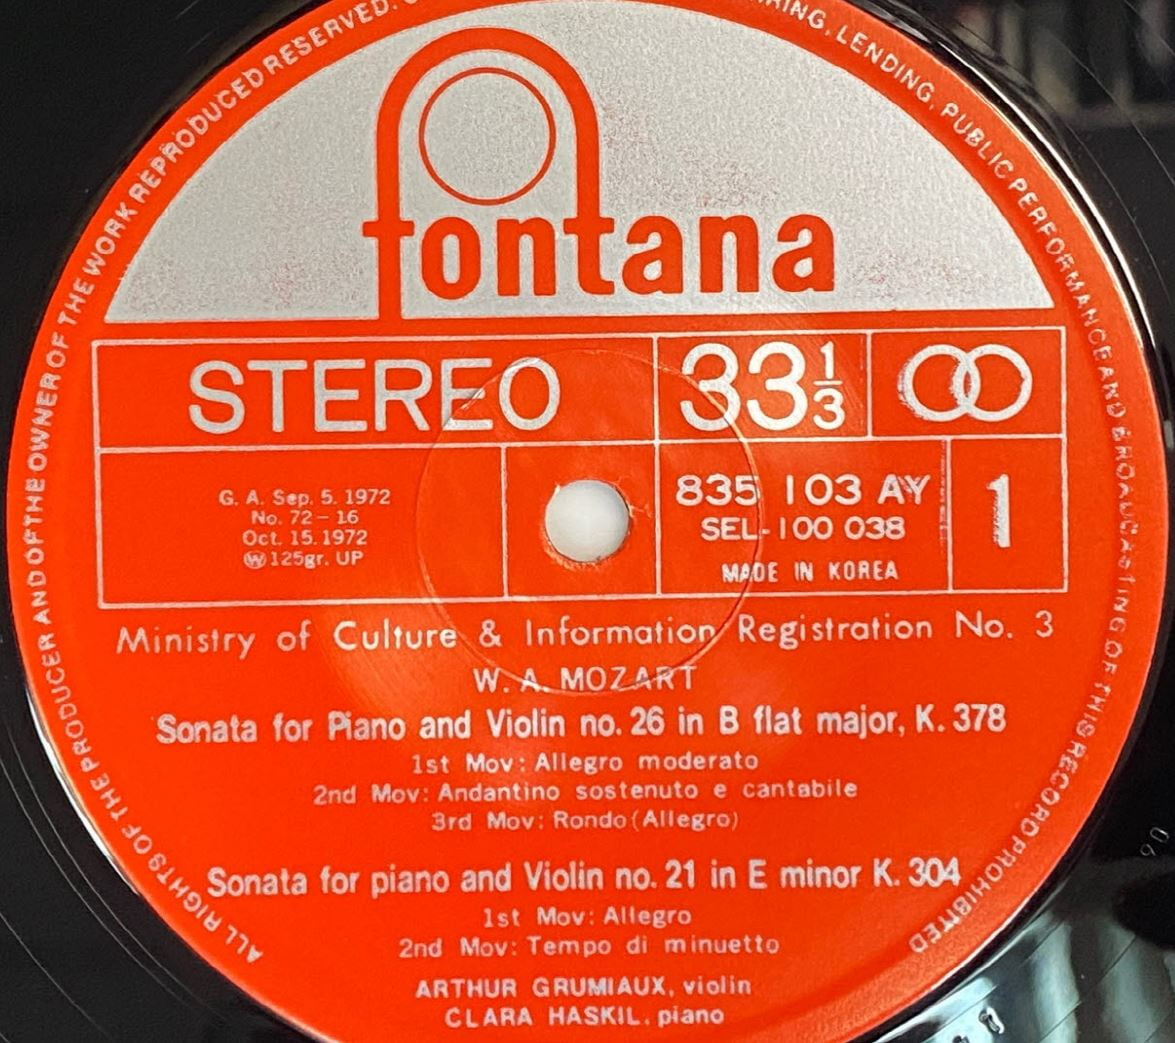 ALL RIGHTS OF THE PRODUCER AND OF THE OWNER OF THE WORK REPRODUCED RESERVED.
LENDING, PUBLIC PERFORMANCE AND BROADCASTING OF THIS RECORD PROHIBITED
fontana
STEREO
33 1/3
G. A. Sep. 5. 1972
No. 72-16
Oct. 15. 1972
ⓦ125gr. UP
835 103 AY
SEL-100 038
MADE IN KOREA
1
Ministry of Culture & Information Registration No. 3
W. A. MOZART
Sonata for Piano and Violin no. 26 in B flat major, K. 378
1st Mov: Allegro moderato
2nd Mov: Andantino sostenuto e cantabile
3rd Mov: Rondo (Allegro)
Sonata for piano and Violin no. 21 in E minor K. 304
1st Mov: Allegro
2nd Mov: Tempo di minuetto
ARTHUR GRUMIAUX, violin
CLARA HASKIL, piano